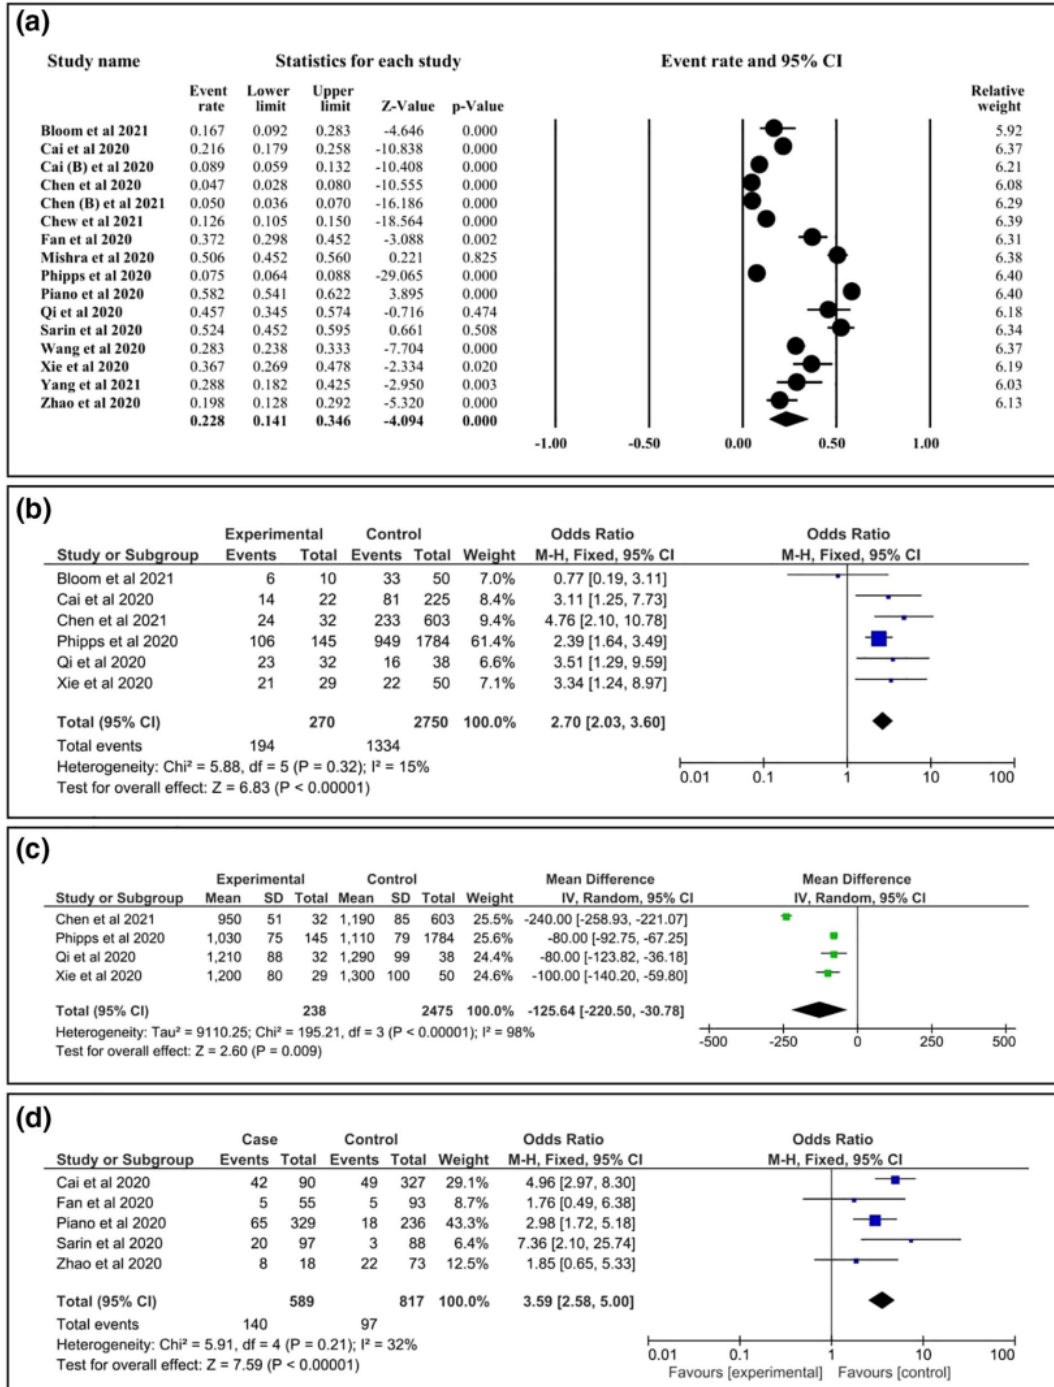 (a)
Study name Statistics for each study Event rate and 95% CI
Event rate Lower limit Upper limit Z-Value p-Value Relative weight
Bloom et al 2021 0.167 0.092 0.283 -4.646 0.000 5.92
Cai et al 2020 0.216 0.179 0.258 -10.838 0.000 6.37
Cai (B) et al 2020 0.089 0.059 0.132 -10.408 0.000 6.21
Chen et al 2020 0.047 0.028 0.080 -10.555 0.000 6.08
Chen (B) et al 2021 0.050 0.036 0.070 -16.186 0.000 6.29
Chew et al 2021 0.126 0.105 0.150 -18.564 0.000 6.39
Fan et al 2020 0.372 0.298 0.452 -3.088 0.002 6.31
Mishra et al 2020 0.506 0.452 0.560 0.221 0.825 6.38
Phipps et al 2020 0.075 0.064 0.088 -29.065 0.000 6.40
Piano et al 2020 0.582 0.541 0.622 3.895 0.000 6.40
Qi et al 2020 0.457 0.345 0.574 -0.716 0.474 6.18
Sarin et al 2020 0.524 0.452 0.595 0.661 0.508 6.34
Wang et al 2020 0.283 0.238 0.333 -7.704 0.000 6.37
Xie et al 2020 0.367 0.269 0.478 -2.334 0.020 6.19
Yang et al 2021 0.288 0.182 0.425 -2.950 0.003 6.03
Zhao et al 2020 0.198 0.128 0.292 -5.320 0.000 6.13
0.228 0.141 0.346 -4.094 0.000
-1.00 -0.50 0.00 0.50 1.00
(b)
Experimental Control Odds Ratio Odds Ratio
Study or Subgroup Events Total Events Total Weight M-H, Fixed, 95% CI M-H, Fixed, 95% CI
Bloom et al 2021 6 10 33 50 7.0% 0.77 [0.19, 3.11]
Cai et al 2020 14 22 81 225 8.4% 3.11 [1.25, 7.73]
Chen et al 2021 24 32 233 603 9.4% 4.76 [2.10, 10.78]
Phipps et al 2020 106 145 949 1784 61.4% 2.39 [1.64, 3.49]
Qi et al 2020 23 32 16 38 6.6% 3.51 [1.29, 9.59]
Xie et al 2020 21 29 22 50 7.1% 3.34 [1.24, 8.97]
Total (95% CI) 270 2750 100.0% 2.70 [2.03, 3.60]
Total events 194 1334
Heterogeneity: Chi² = 5.88, df = 5 (P = 0.32); I² = 15%
Test for overall effect: Z = 6.83 (P < 0.00001)
0.01 0.1 1 10 100
(c)
Experimental Control Mean Difference Mean Difference
Study or Subgroup Mean SD Total Mean SD Total Weight IV, Random, 95% CI IV, Random, 95% CI
Chen et al 2021 950 51 32 1,190 85 603 25.5% -240.00 [-258.93, -221.07]
Phipps et al 2020 1,030 75 145 1,110 79 1784 25.6% -80.00 [-92.75, -67.25]
Qi et al 2020 1,210 88 32 1,290 99 38 24.4% -80.00 [-123.82, -36.18]
Xie et al 2020 1,200 80 29 1,300 100 50 24.6% -100.00 [-140.20, -59.80]
Total (95% CI) 238 2475 100.0% -125.64 [-220.50, -30.78]
Heterogeneity: Tau² = 9110.25; Chi² = 195.21, df = 3 (P < 0.00001); I² = 98%
Test for overall effect: Z = 2.60 (P = 0.009)
-500 -250 0 250 500
(d)
Case Control Odds Ratio Odds Ratio
Study or Subgroup Events Total Events Total Weight M-H, Fixed, 95% CI M-H, Fixed, 95% CI
Cai et al 2020 42 90 49 327 29.1% 4.96 [2.97, 8.30]
Fan et al 2020 5 55 5 93 8.7% 1.76 [0.49, 6.38]
Piano et al 2020 65 329 18 236 43.3% 2.98 [1.72, 5.18]
Sarin et al 2020 20 97 3 88 6.4% 7.36 [2.10, 25.74]
Zhao et al 2020 8 18 22 73 12.5% 1.85 [0.65, 5.33]
Total (95% CI) 589 817 100.0% 3.59 [2.58, 5.00]
Total events 140 97
Heterogeneity: Chi² = 5.91, df = 4 (P = 0.21); I² = 32%
Test for overall effect: Z = 7.59 (P < 0.00001)
0.01 0.1 1 10 100
Favours [experimental] Favours [control]